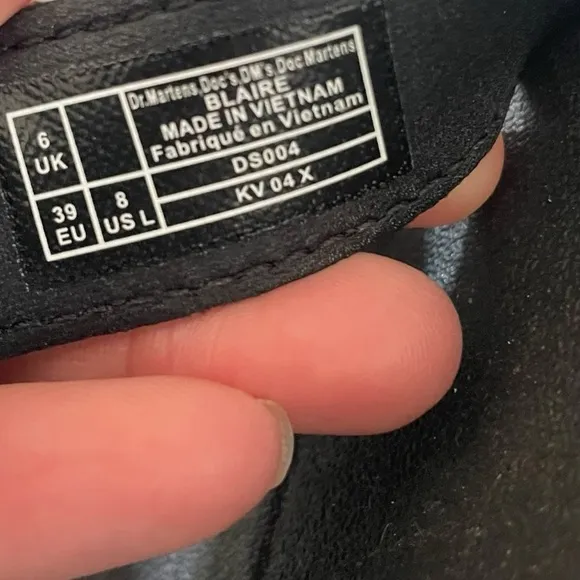 Dr.Martens,Doc's,DM's,Doc Martens
BLAIRE
MADE IN VIETNAM
Fabriqué en Vietnam
6
UK
DS004
39
EU
8
US L
KV 04 X